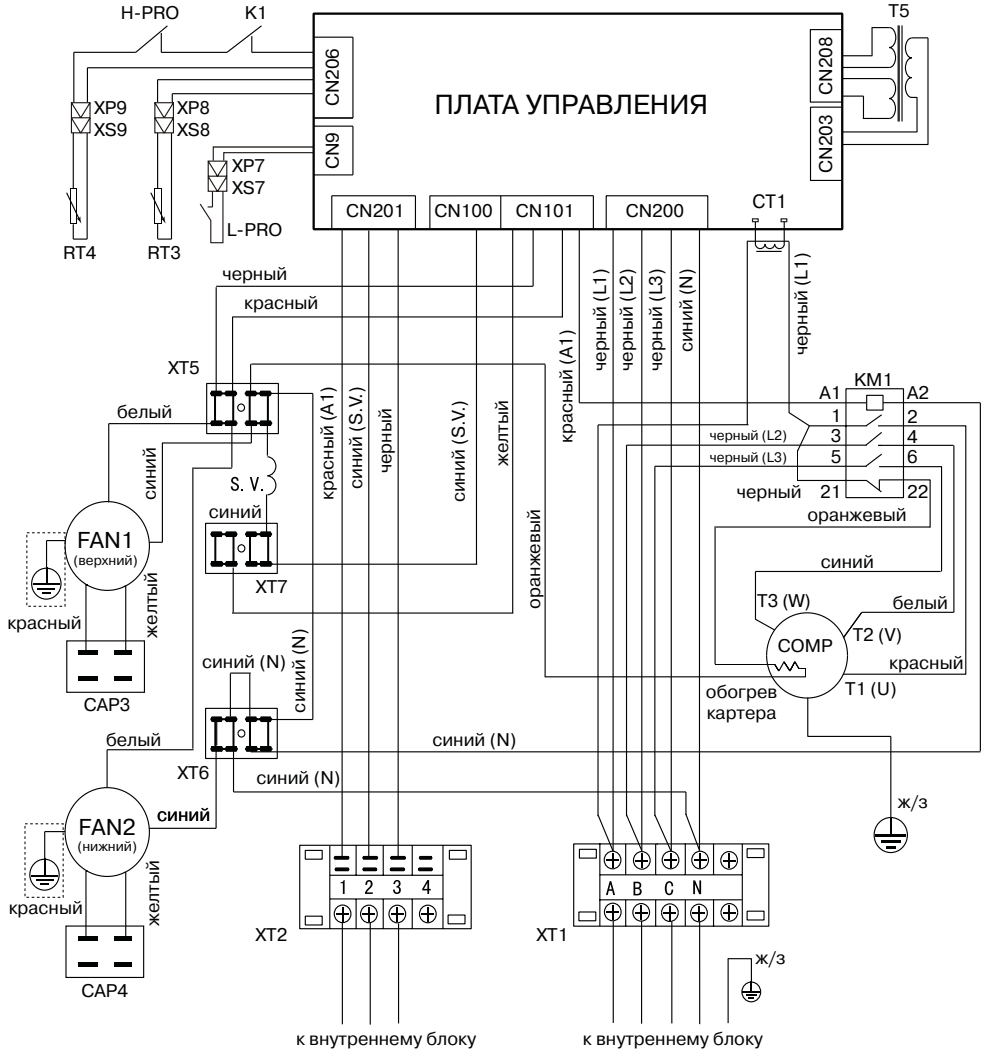 H-PRO
K1
T5
CN206
CN208
ПЛАТА УПРАВЛЕНИЯ
XP9
XS9
XP8
XS8
CN9
CN203
XP7
XS7
CN201
CN100
CN101
CN200
CT1
RT4
RT3
L-PRO
черный
красный
красный (A1)
черный (L1)
черный (L2)
черный (L3)
синий (N)
черный (L1)
XT5
белый
синий
S. V.
красный (A1)
синий (S.V.)
черный
синий (S.V.)
желтый
KM1
A1
A2
1
2
черный (L2)
3
4
черный (L3)
5
6
черный
21
22
оранжевый
синий
FAN1
(верхний)
XT7
оранжевый
синий
красный
желтый
T3 (W)
белый
T2 (V)
COMP
красный
T1 (U)
обогрев
картера
CAP3
синий (N)
синий (N)
белый
синий (N)
XT6
синий (N)
синий
ж/з
FAN2
(нижний)
красный
желтый
1
2
3
4
A
B
C
N
XT2
XT1
CAP4
ж/з
к внутреннему блоку
к внутреннему блоку